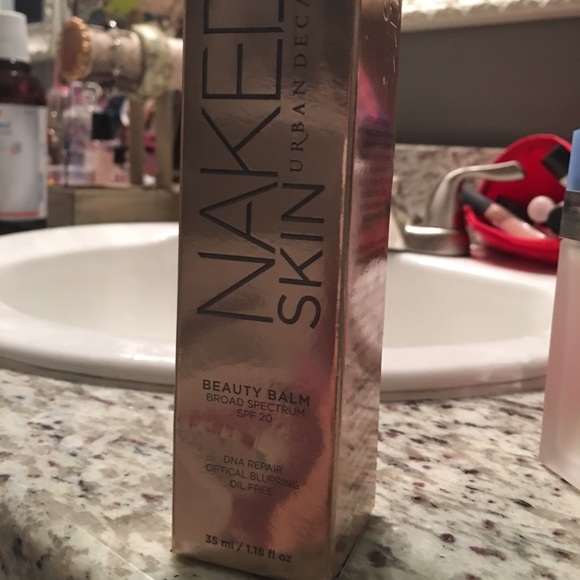 NAKED
SKIN
URBAN DECA
BEAUTY BALM
BROAD SPECTRUM
SPF 20
DNA REPAIR
OPTICAL BLURRING
OIL FREE
35 ml / 1.18 fl oz